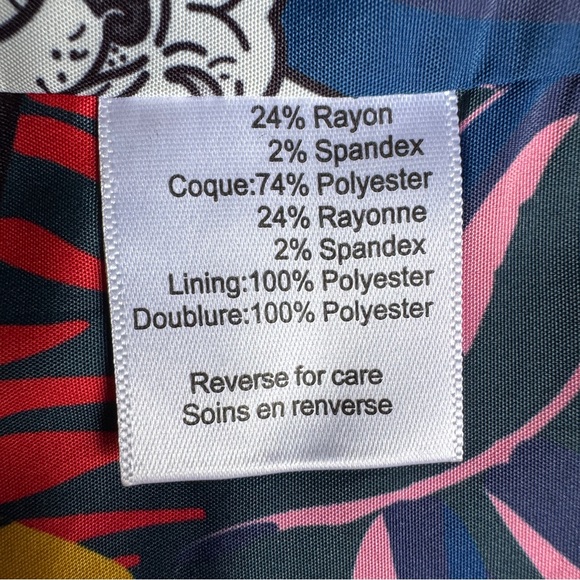 24% Rayon
2% Spandex
Coque:74% Polyester
24% Rayonne
2% Spandex
Lining:100% Polyester
Doublure:100% Polyester
Reverse for care
Soins en renverse